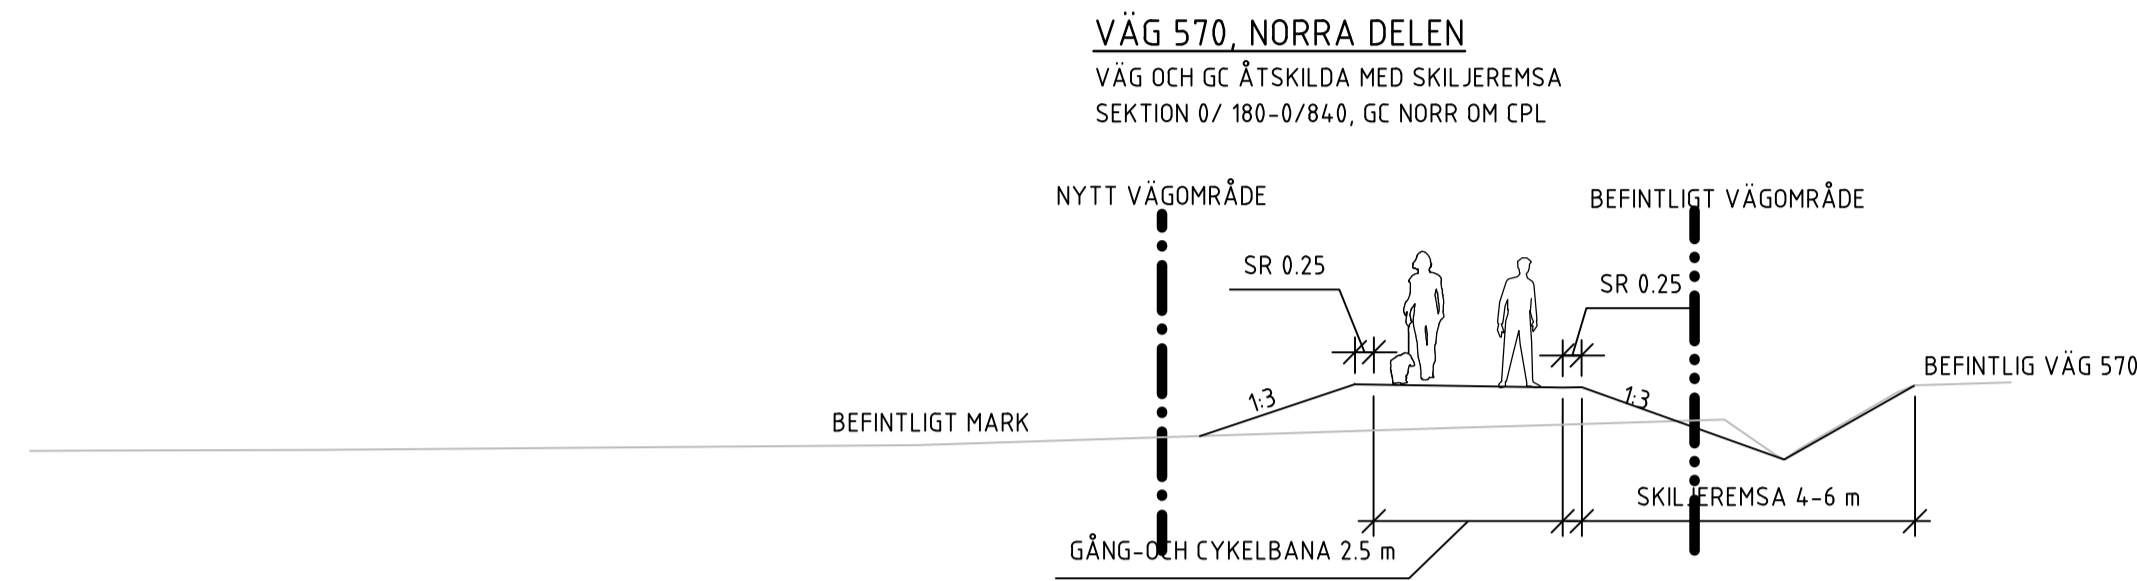 VÄG 570, NORRA DELEN
VÄG OCH GC ÅTSKILDA MED SKILJEREMSA
SEKTION 0/ 180-0/840, GC NORR OM CPL
NYTT VÄGOMRÅDE
BEFINTLIGT VÄGOMRÅDE
SR 0.25
SR 0.25
BEFINTLIG VÄG 570
1:3
1:3
BEFINTLIGT MARK
SKILJEREMSA 4-6 m
GÅNG-OCH CYKELBANA 2.5 m